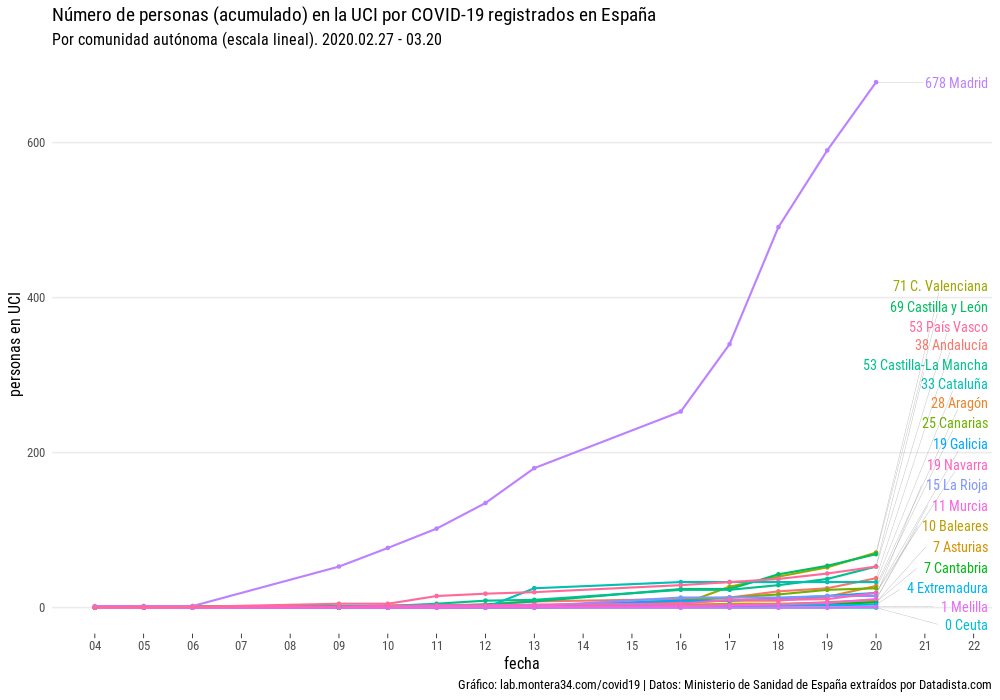 Número de personas (acumulado) en la UCI por COVID-19 registrados en España
Por comunidad autónoma (escala lineal). 2020.02.27 - 03.20
678 Madrid
600
400
200
0
personas en UCI
71 C. Valenciana
69 Castilla y León
53 País Vasco
38 Andalucía
53 Castilla-La Mancha
33 Cataluña
28 Aragón
25 Canarias
19 Galicia
19 Navarra
15 La Rioja
11 Murcia
10 Baleares
7 Asturias
7 Cantabria
4 Extremadura
1 Melilla
0 Ceuta
04 05 06 07 08 09 10 11 12 13 14 15 16 17 18 19 20 21 22
fecha
Gráfico: lab.montera34.com/covid19 | Datos: Ministerio de Sanidad de España extraídos por Datadista.com